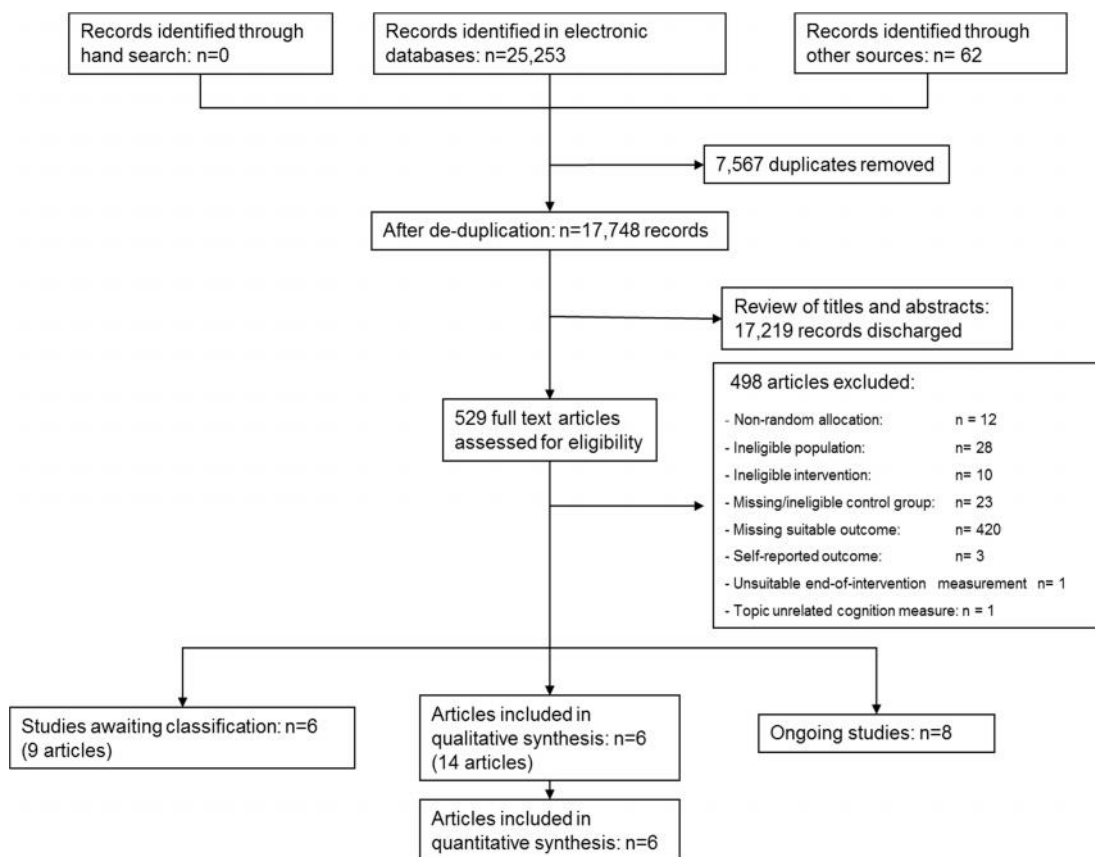 Records identified through
hand search: n=0
Records identified in electronic
databases: n=25,253
Records identified through
other sources: n= 62
7,567 duplicates removed
After de-duplication: n=17,748 records
Review of titles and abstracts:
17,219 records discharged
529 full text articles
assessed for eligibility
498 articles excluded:
- Non-random allocation: n = 12
- Ineligible population: n= 28
- Ineligible intervention: n= 10
- Missing/ineligible control group: n= 23
- Missing suitable outcome: n= 420
- Self-reported outcome: n= 3
- Unsuitable end-of-intervention measurement n= 1
- Topic unrelated cognition measure: n = 1
Studies awaiting classification: n=6
(9 articles)
Articles included in
qualitative synthesis: n=6
(14 articles)
Ongoing studies: n=8
Articles included in
quantitative synthesis: n=6